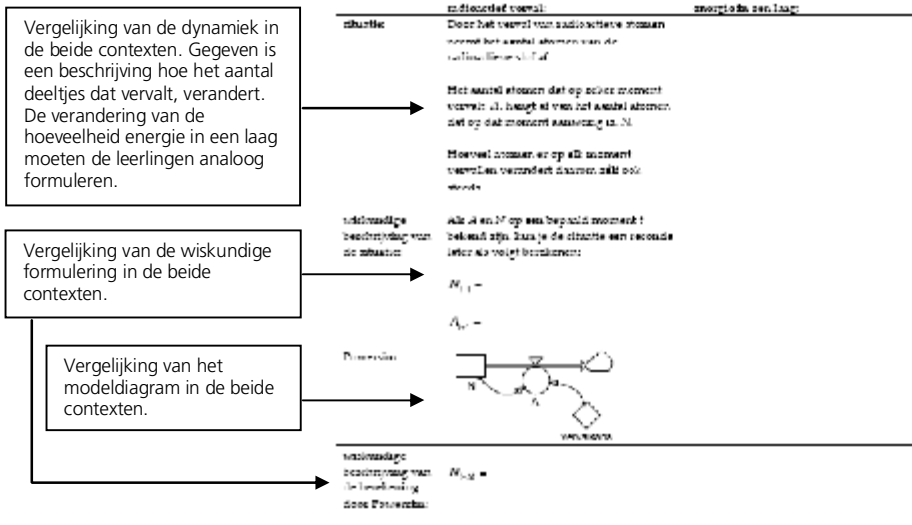 Vergelijking van de dynamiek in
de beide contexten. Gegeven is
een beschrijving hoe het aantal
deeltjes dat vervalt, verandert.
De verandering van de
hoeveelheid energie in een laag
moeten de leerlingen analoog
formuleren.
Vergelijking van de wiskundige
formulering in de beide
contexten.
Vergelijking van het
modeldiagram in de beide
contexten.
radioactief verval:
energie in een laag:
situatie:
Door het verval van radioactieve atomen
neemt het aantal atomen van de
radioactieve stof af
Het aantal atomen dat op zeker moment
vervalt, A, hangt af van het aantal atomen
dat op dat moment aanwezig is, N.
Hoeveel atomen er op elk moment
vervallen verandert daarom zelf ook
steeds
wiskundige
beschrijving van
de situatie:
Als A en N op een bepaald moment t
bekend zijn, kun je de situatie een seconde
later als volgt berekenen:
N =
A =
Powersim:
N
A
wiskundige
beschrijving van
de berekening
door Powersim:
N =